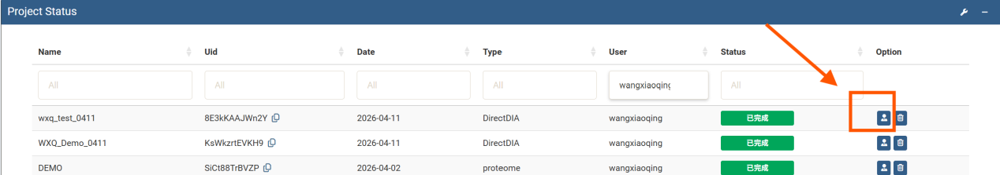 Project Status
Name Uid Date Type User Status Option
All All All All wangxiaoqing All
wxq_test_0411 8E3kKAAJWn2Y 2026-04-11 DirectDIA wangxiaoqing 已完成
WXQ_Demo_0411 KsWkzrtEVKH9 2026-04-11 DirectDIA wangxiaoqing 已完成
DEMO SiCt88TrBVZP 2026-04-02 proteome wangxiaoqing 已完成